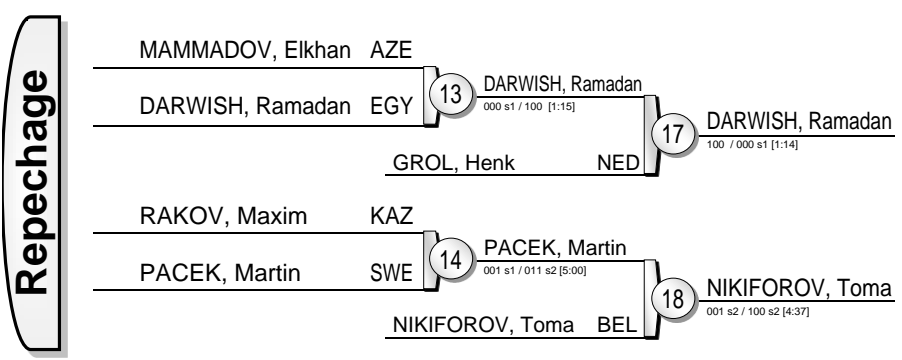 Repechage
MAMMADOV, Elkhan AZE
DARWISH, Ramadan EGY
13
DARWISH, Ramadan
000 s1 / 100 [1:15]
GROL, Henk NED
17
DARWISH, Ramadan
100 / 000 s1 [1:14]
RAKOV, Maxim KAZ
PACEK, Martin SWE
14
PACEK, Martin
001 s1 / 011 s2 [5:00]
NIKIFOROV, Toma BEL
18
NIKIFOROV, Toma
001 s2 / 100 s2 [4:37]